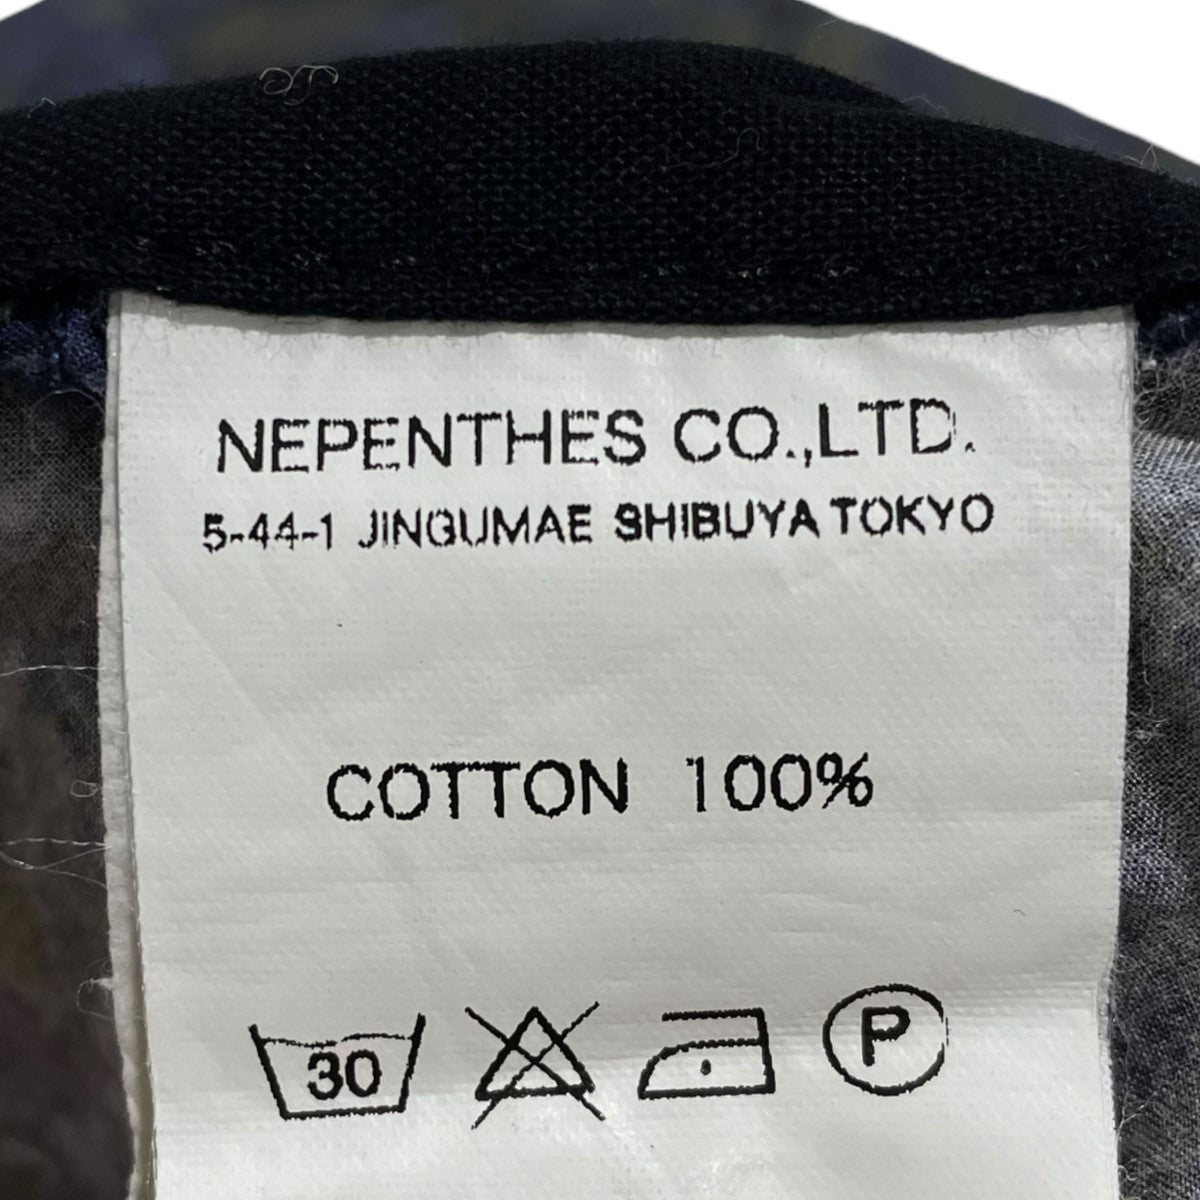 NEPENTHES CO.,LTD.
5-44-1 JINGUMAE SHIBUYA TOKYO
COTTON 100%
30 P